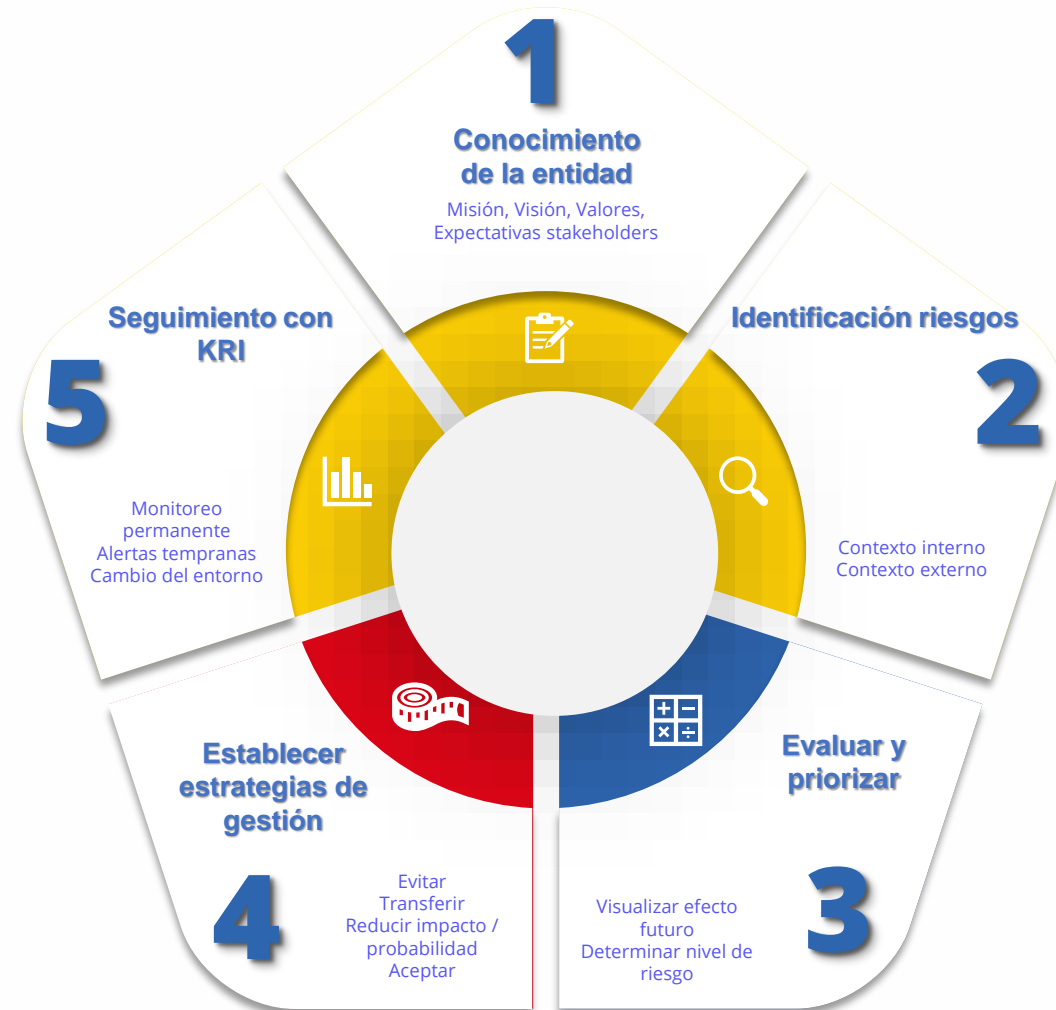 1
Conocimiento
de la entidad
Misión, Visión, Valores,
Expectativas stakeholders
Identificación riesgos
2
Contexto interno
Contexto externo
Evaluar y
priorizar
3
Visualizar efecto
futuro
Determinar nivel de
riesgo
Establecer
estrategias de
gestión
4
Evitar
Transferir
Reducir impacto /
probabilidad
Aceptar
Seguimiento con
KRI
5
Monitoreo
permanente
Alertas tempranas
Cambio del entorno